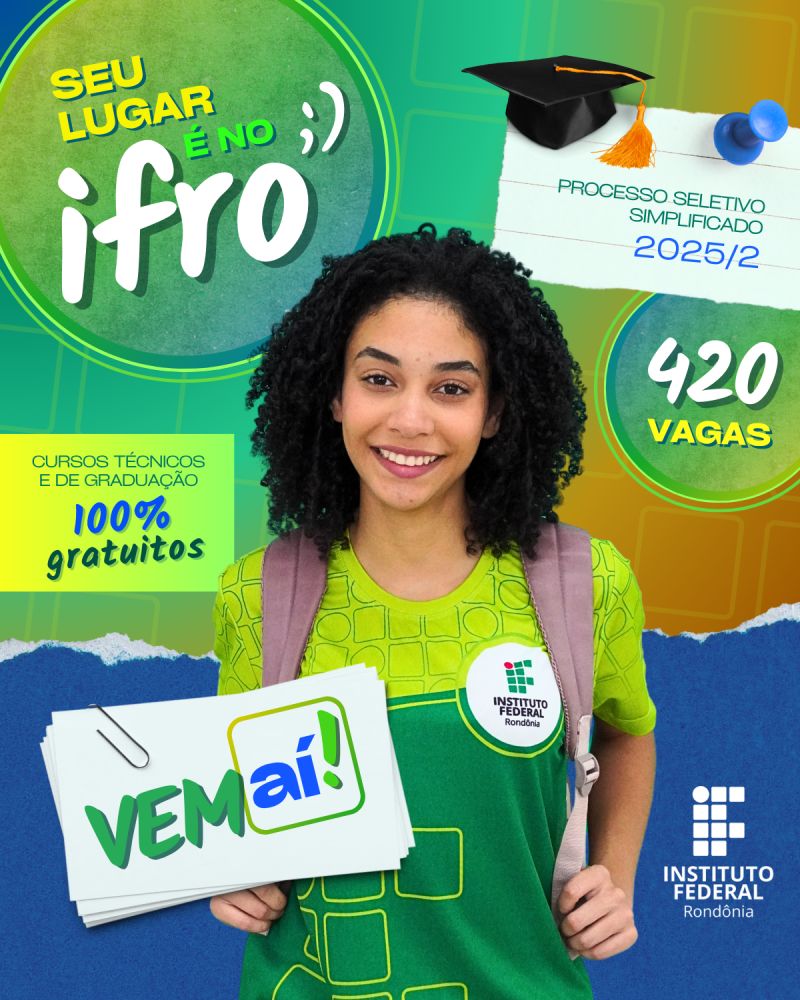 SEU
LUGAR
É NO
ifro ;)
PROCESSO SELETIVO
SIMPLIFICADO
2025/2
420
VAGAS
CURSOS TÉCNICOS
E DE GRADUAÇÃO
100%
gratuitos
INSTITUTO
FEDERAL
Rondônia
VEM aí!
INSTITUTO
FEDERAL
Rondônia